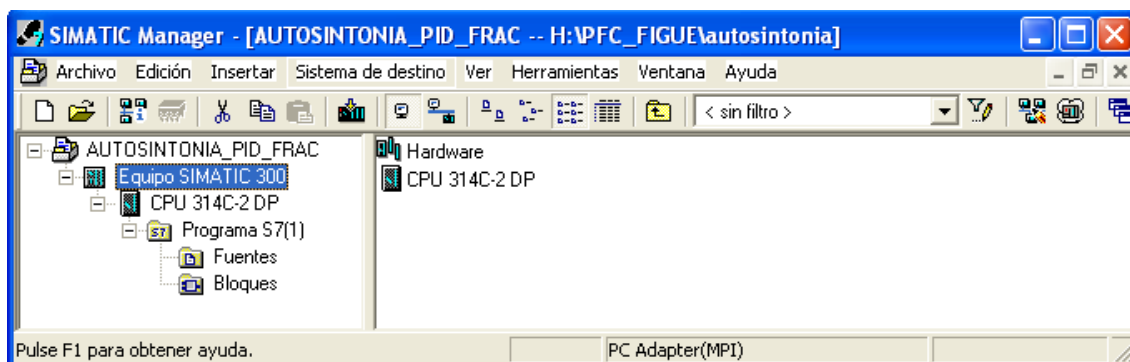 SIMATIC Manager - [AUTOSINTONIA_PID_FRAC -- H:\PFC_FIGUE\autosintonia]
Archivo Edición Insertar Sistema de destino Ver Herramientas Ventana Ayuda
< sin filtro >
AUTOSINTONIA_PID_FRAC
Equipo SIMATIC 300
CPU 314C-2 DP
S7 Programa S7(1)
Fuentes
Bloques
Hardware
CPU 314C-2 DP
Pulse F1 para obtener ayuda. PC Adapter(MPI)